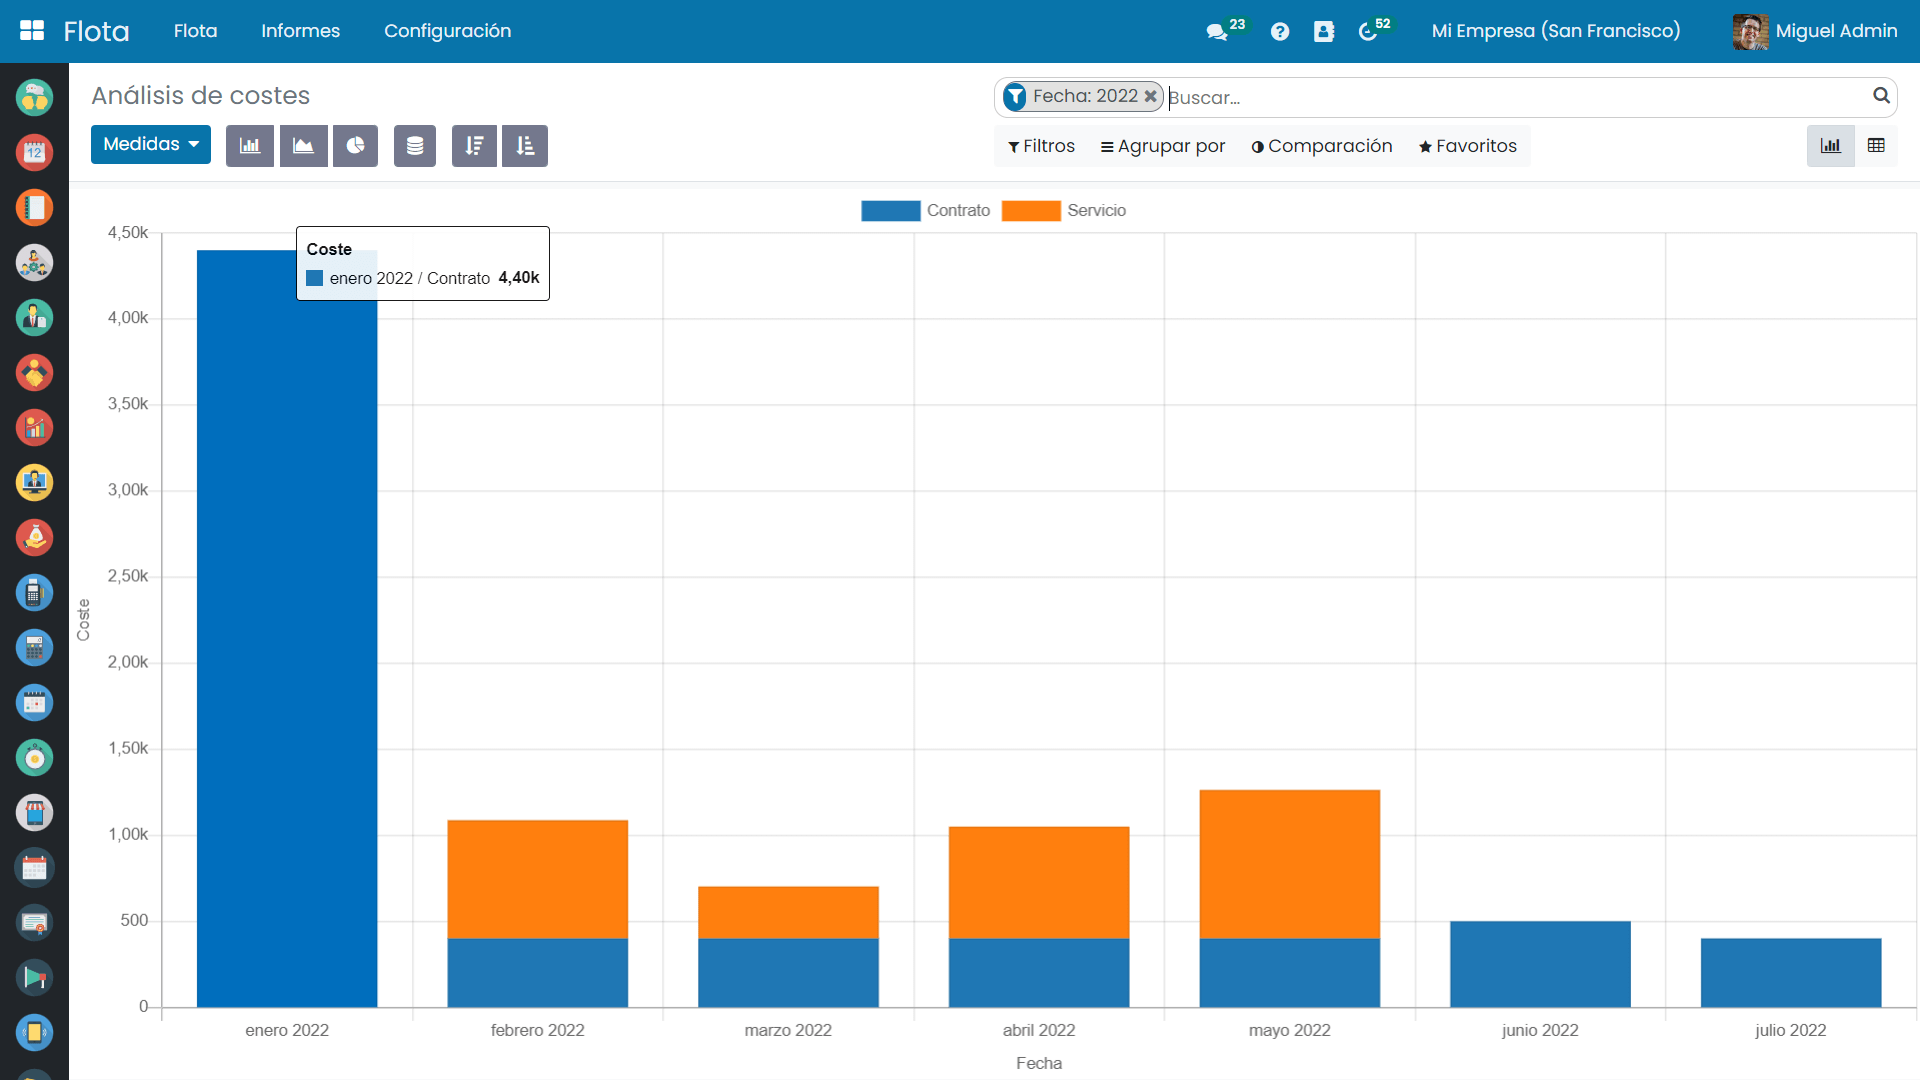 Flota
Flota
Informes
Configuración
23
52
Mi Empresa (San Francisco)
Miguel Admin
Análisis de costes
Fecha: 2022
Buscar...
Medidas
Filtros
Agrupar por
Comparación
Favoritos
12
Contrato
Servicio
Coste
enero 2022 / Contrato 4,40k
4,50k
4,00k
3,50k
3,00k
2,50k
2,00k
1,50k
1,00k
500
0
Coste
enero 2022
febrero 2022
marzo 2022
abril 2022
mayo 2022
junio 2022
julio 2022
Fecha